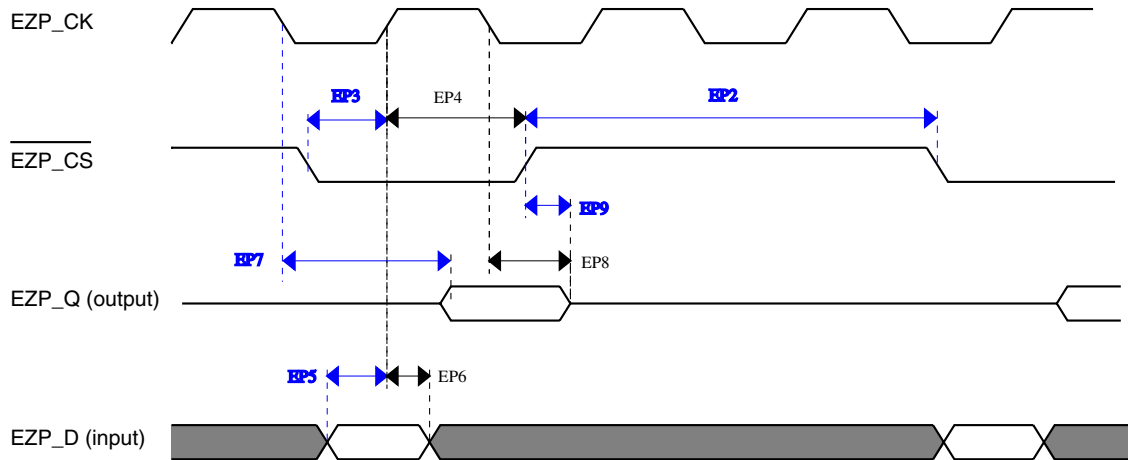 EZP_CK
EP3
EP4
EP2
EZP_CS
EP9
EP7
EP8
EZP_Q (output)
EP5
EP6
EZP_D (input)